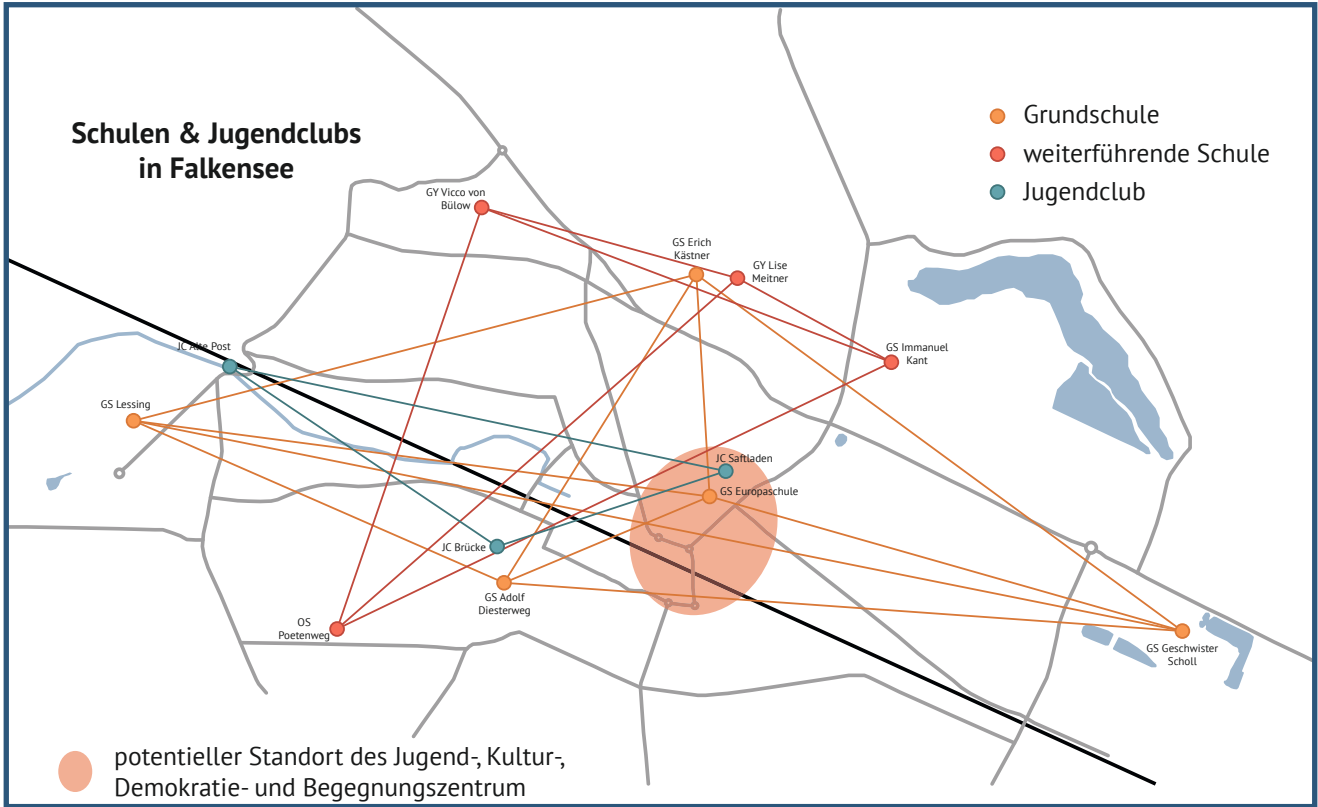 Schulen & Jugendclubs
in Falkensee
Grundschule
weiterführende Schule
Jugendclub
GY Vicco von
Bülow
GS Erich
Kästner
GY Lise
Meitner
JC Alte Post
GS Immanuel
Kant
GS Lessing
JC Saftladen
GS Europaschule
JC Brücke
GS Adolf
Diesterweg
OS
Poetenweg
GS Geschwister
Scholl
potentieller Standort des Jugend-, Kultur-,
Demokratie- und Begegnungszentrum